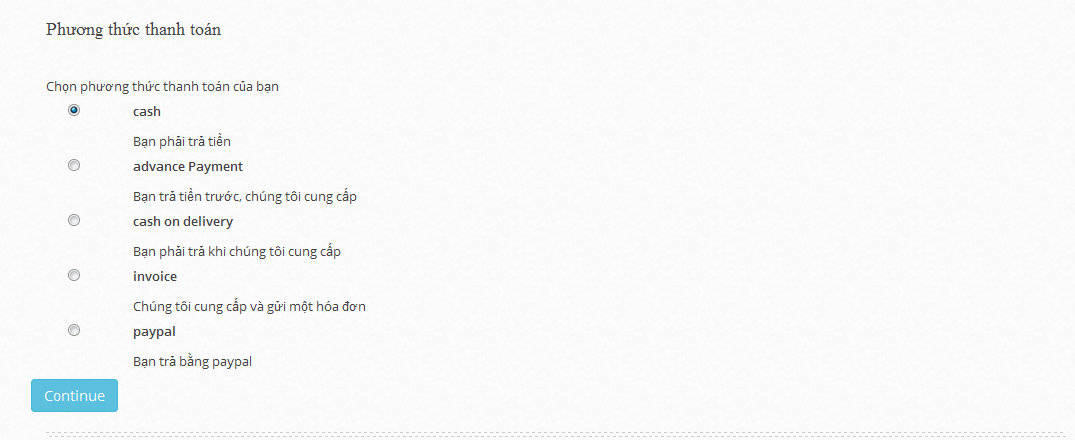 Phương thức thanh toán
Chọn phương thức thanh toán của bạn
cash
Bạn phải trả tiền
advance Payment
Bạn trả tiền trước, chúng tôi cung cấp
cash on delivery
Bạn phải trả khi chúng tôi cung cấp
invoice
Chúng tôi cung cấp và gửi một hóa đơn
paypal
Bạn trả bằng paypal
Continue